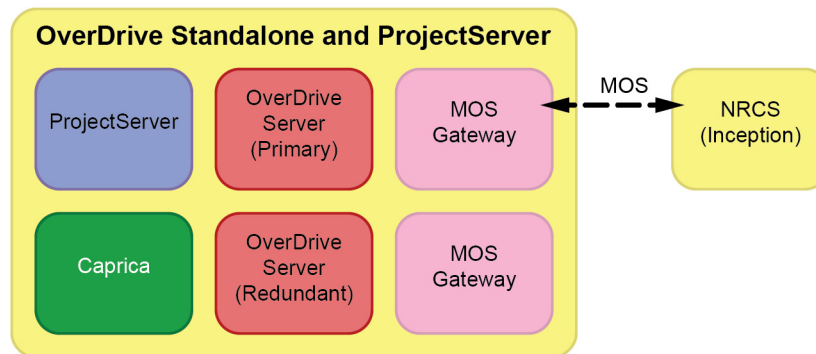 OverDrive Standalone and ProjectServer
ProjectServer
OverDrive
Server
(Primary)
MOS
Gateway
MOS
NRCS
(Inception)
Caprica
OverDrive
Server
(Redundant)
MOS
Gateway